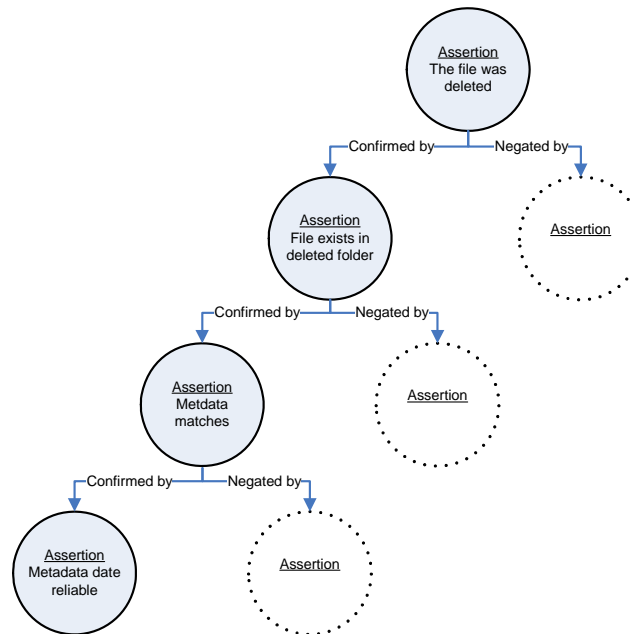 Assertion
The file was
deleted
Confirmed by
Negated by
Assertion
File exists in
deleted folder
Assertion
Confirmed by
Negated by
Assertion
Metdata
matches
Assertion
Confirmed by
Negated by
Assertion
Metadata date
reliable
Assertion